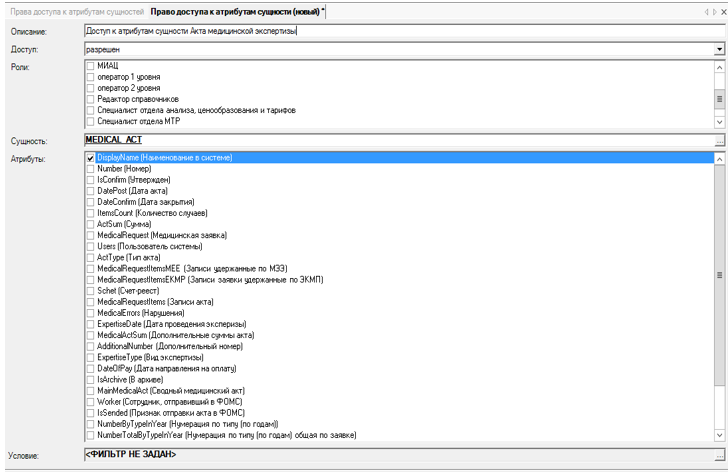 Права доступа к атрибутам сущностей Право доступа к атрибутам сущности (новый) *
Описание: Доступ к атрибутам сущности Акта медицинской экспертизы
Доступ: разрешен
Роли: МИАЦ
оператор 1 уровня
оператор 2 уровня
Редактор справочников
Специалист отдела анализа, ценообразования и тарифов
Специалист отдела МТР
Сущность: MEDICAL_ACT ...
Атрибуты: DisplayName (Наименование в системе)
Number (Номер)
IsConfirm (Утвержден)
DatePost (Дата акта)
DateConfirm (Дата закрытия)
ItemsCount (Количество случаев)
ActSum (Сумма)
MedicalRequest (Медицинская заявка)
Users (Пользователь системы)
ActType (Тип акта)
MedicalRequestItemsMEE (Записи удержанные по МЭЭ)
MedicalRequestItemsEKMP (Записи заявки удержанные по ЭКМП)
Schet (Счет-реест)
MedicalRequestItems (Записи акта)
MedicalErrors (Нарушения)
ExpertiseDate (Дата проведения экспеpизы)
MedicalActSum (Дополнительные суммы акта)
AdditionalNumber (Дополнительный номер)
ExpertiseType (Вид экспертизы)
DateOfPay (Дата направления на оплату)
IsArchive (В архиве)
MainMedicalAct (Сводный медицинский акт)
Worker (Сотрудник, отправивший в ФОМС)
IsSended (Признак отправки акта в ФОМС)
NumberByTypeInYear (Нумерация по типу (по годам))
NumberTotalByTypeInYear (Нумерация по типу (по годам) общая по заявке)
Условие: <ФИЛЬТР НЕ ЗАДАН> ...